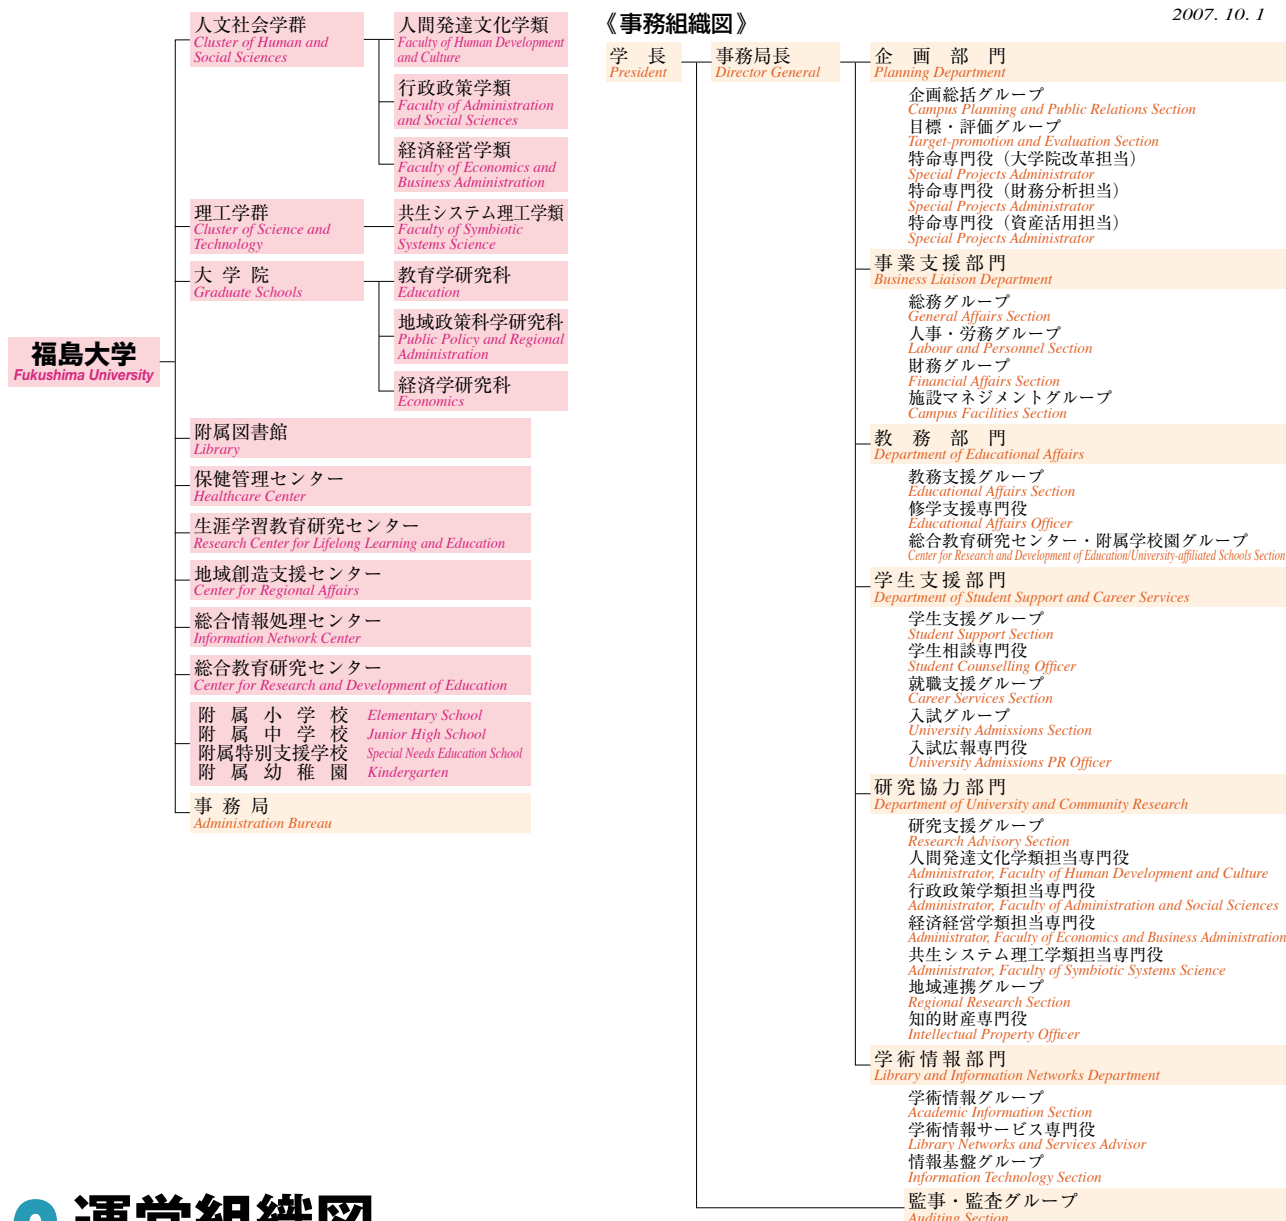 福島大学
Fukushima University
人文社会学群
Cluster of Human and
Social Sciences
人間発達文化学類
Faculty of Human Development
and Culture
行政政策学類
Faculty of Administration
and Social Sciences
経済経営学類
Faculty of Economics and
Business Administration
理工学群
Cluster of Science and
Technology
共生システム理工学類
Faculty of Symbiotic
Systems Science
大学院
Graduate Schools
教育学研究科
Education
地域政策科学研究科
Public Policy and Regional
Administration
経済学研究科
Economics
附属図書館
Library
保健管理センター
Healthcare Center
生涯学習教育研究センター
Research Center for Lifelong Learning and Education
地域創造支援センター
Center for Regional Affairs
総合情報処理センター
Information Network Center
総合教育研究センター
Center for Research and Development of Education
附属小学校 Elementary School
附属中学校 Junior High School
附属特別支援学校 Special Needs Education School
附属幼稚園 Kindergarten
事務局
Administration Bureau
《事務組織図》
2007. 10. 1
学長
President
事務局長
Director General
企画部門
Planning Department
企画総括グループ
Campus Planning and Public Relations Section
目標・評価グループ
Target-promotion and Evaluation Section
特命専門役（大学院改革担当）
Special Projects Administrator
特命専門役（財務分析担当）
Special Projects Administrator
特命専門役（資産活用担当）
Special Projects Administrator
事業支援部門
Business Liaison Department
総務グループ
General Affairs Section
人事・労務グループ
Labour and Personnel Section
財務グループ
Financial Affairs Section
施設マネジメントグループ
Campus Facilities Section
教務部門
Department of Educational Affairs
教務支援グループ
Educational Affairs Section
修学支援専門役
Educational Affairs Officer
総合教育研究センター・附属学校園グループ
Center for Research and Development of Education/University-affiliated Schools Section
学生支援部門
Department of Student Support and Career Services
学生支援グループ
Student Support Section
学生相談専門役
Student Counselling Officer
就職支援グループ
Career Services Section
入試グループ
University Admissions Section
入試広報専門役
University Admissions PR Officer
研究協力部門
Department of University and Community Research
研究支援グループ
Research Advisory Section
人間発達文化学類担当専門役
Administrator, Faculty of Human Development and Culture
行政政策学類担当専門役
Administrator, Faculty of Administration and Social Sciences
経済経営学類担当専門役
Administrator, Faculty of Economics and Business Administration
共生システム理工学類担当専門役
Administrator, Faculty of Symbiotic Systems Science
地域連携グループ
Regional Research Section
知的財産専門役
Intellectual Property Officer
学術情報部門
Library and Information Networks Department
学術情報グループ
Academic Information Section
学術情報サービス専門役
Library Networks and Services Advisor
情報基盤グループ
Information Technology Section
監事・監査グループ
Auditing Section
運営組織図